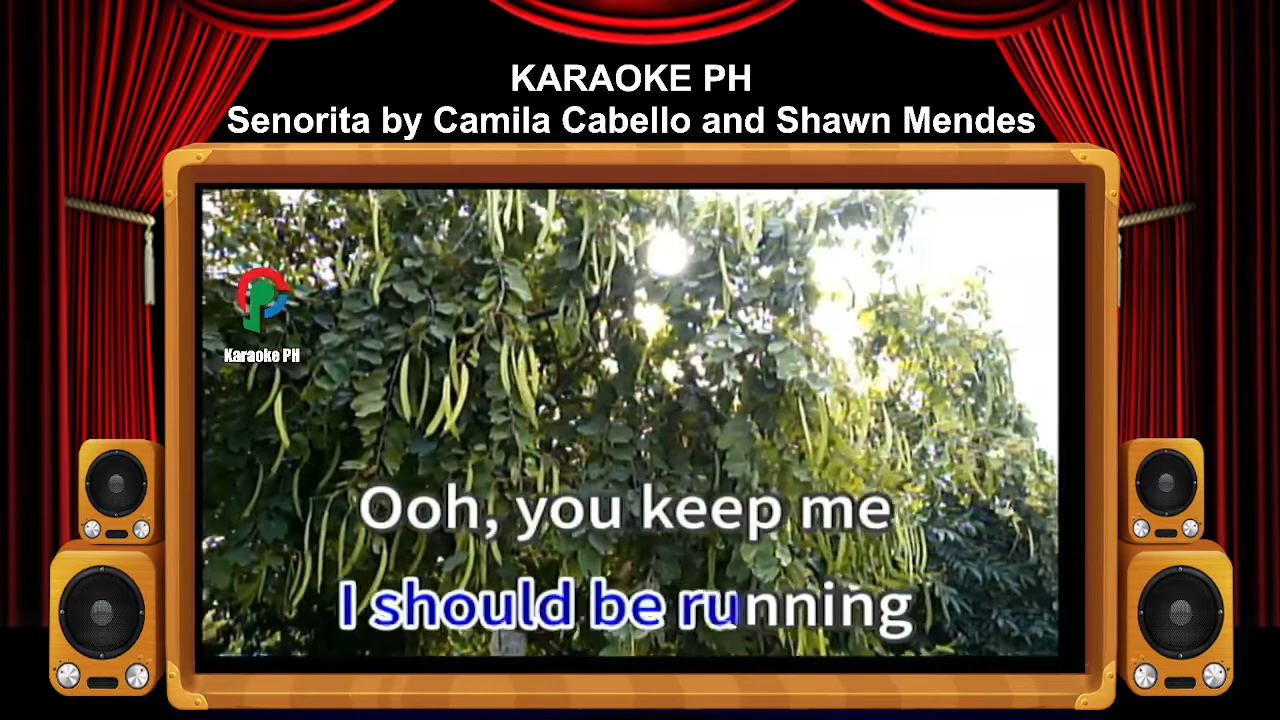 KARAOKE PH
Senorita by Camila Cabello and Shawn Mendes
Karaoke PH
Ooh, you keep me
I should be running